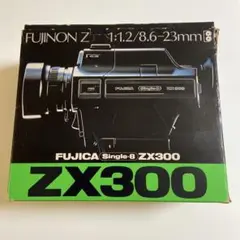 FUJINON Z 1:1.2/8.6-23mm
FUJICA Single-8 ZX300
ZX300